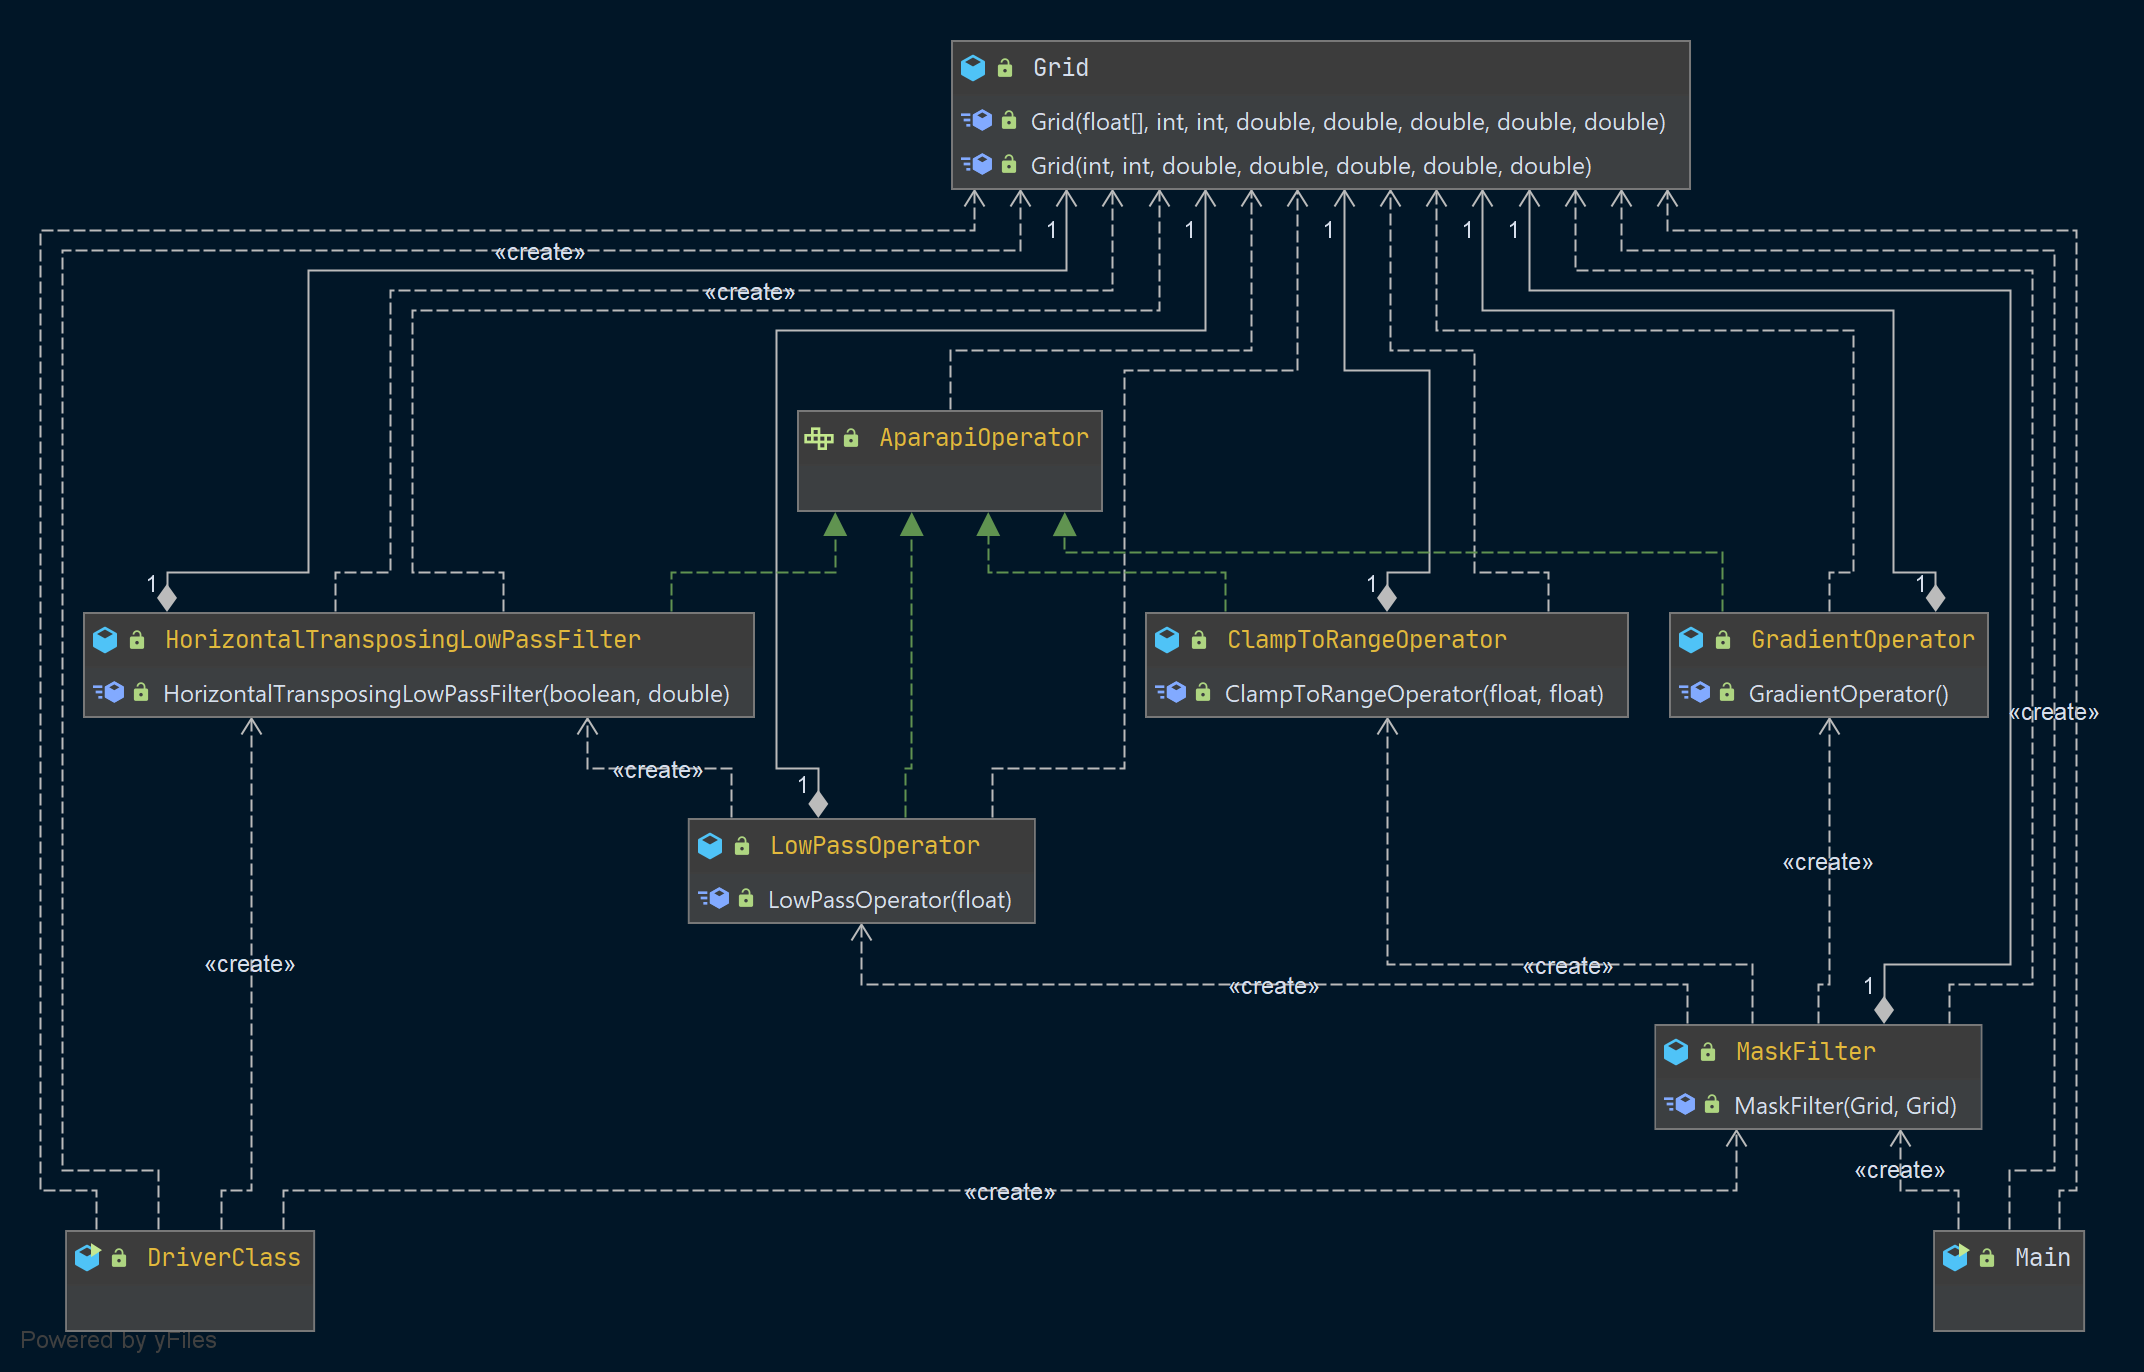 Grid
Grid(float[], int, int, double, double, double, double, double)
Grid(int, int, double, double, double, double, double)
1
1
1
1
1
«create»
«create»
AparapiOperator
1
1
1
HorizontalTransposingLowPassFilter
HorizontalTransposingLowPassFilter(boolean, double)
ClampToRangeOperator
ClampToRangeOperator(float, float)
GradientOperator
GradientOperator()
«create»
«create»
1
LowPassOperator
LowPassOperator(float)
«create»
«create»
«create»
«create»
1
MaskFilter
MaskFilter(Grid, Grid)
«create»
«create»
DriverClass
Main
Powered by yFiles